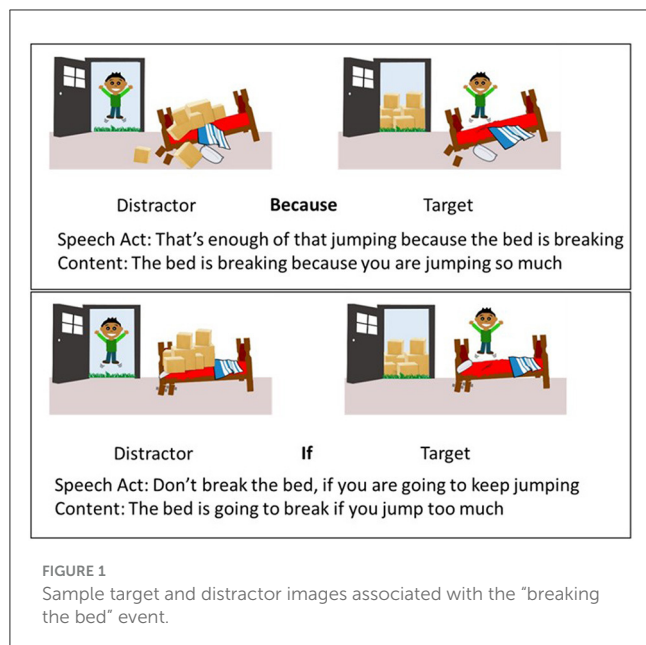 Distractor Because Target
Speech Act: That's enough of that jumping because the bed is breaking
Content: The bed is breaking because you are jumping so much
Distractor If Target
Speech Act: Don't break the bed, if you are going to keep jumping
Content: The bed is going to break if you jump too much
FIGURE 1
Sample target and distractor images associated with the “breaking
the bed” event.